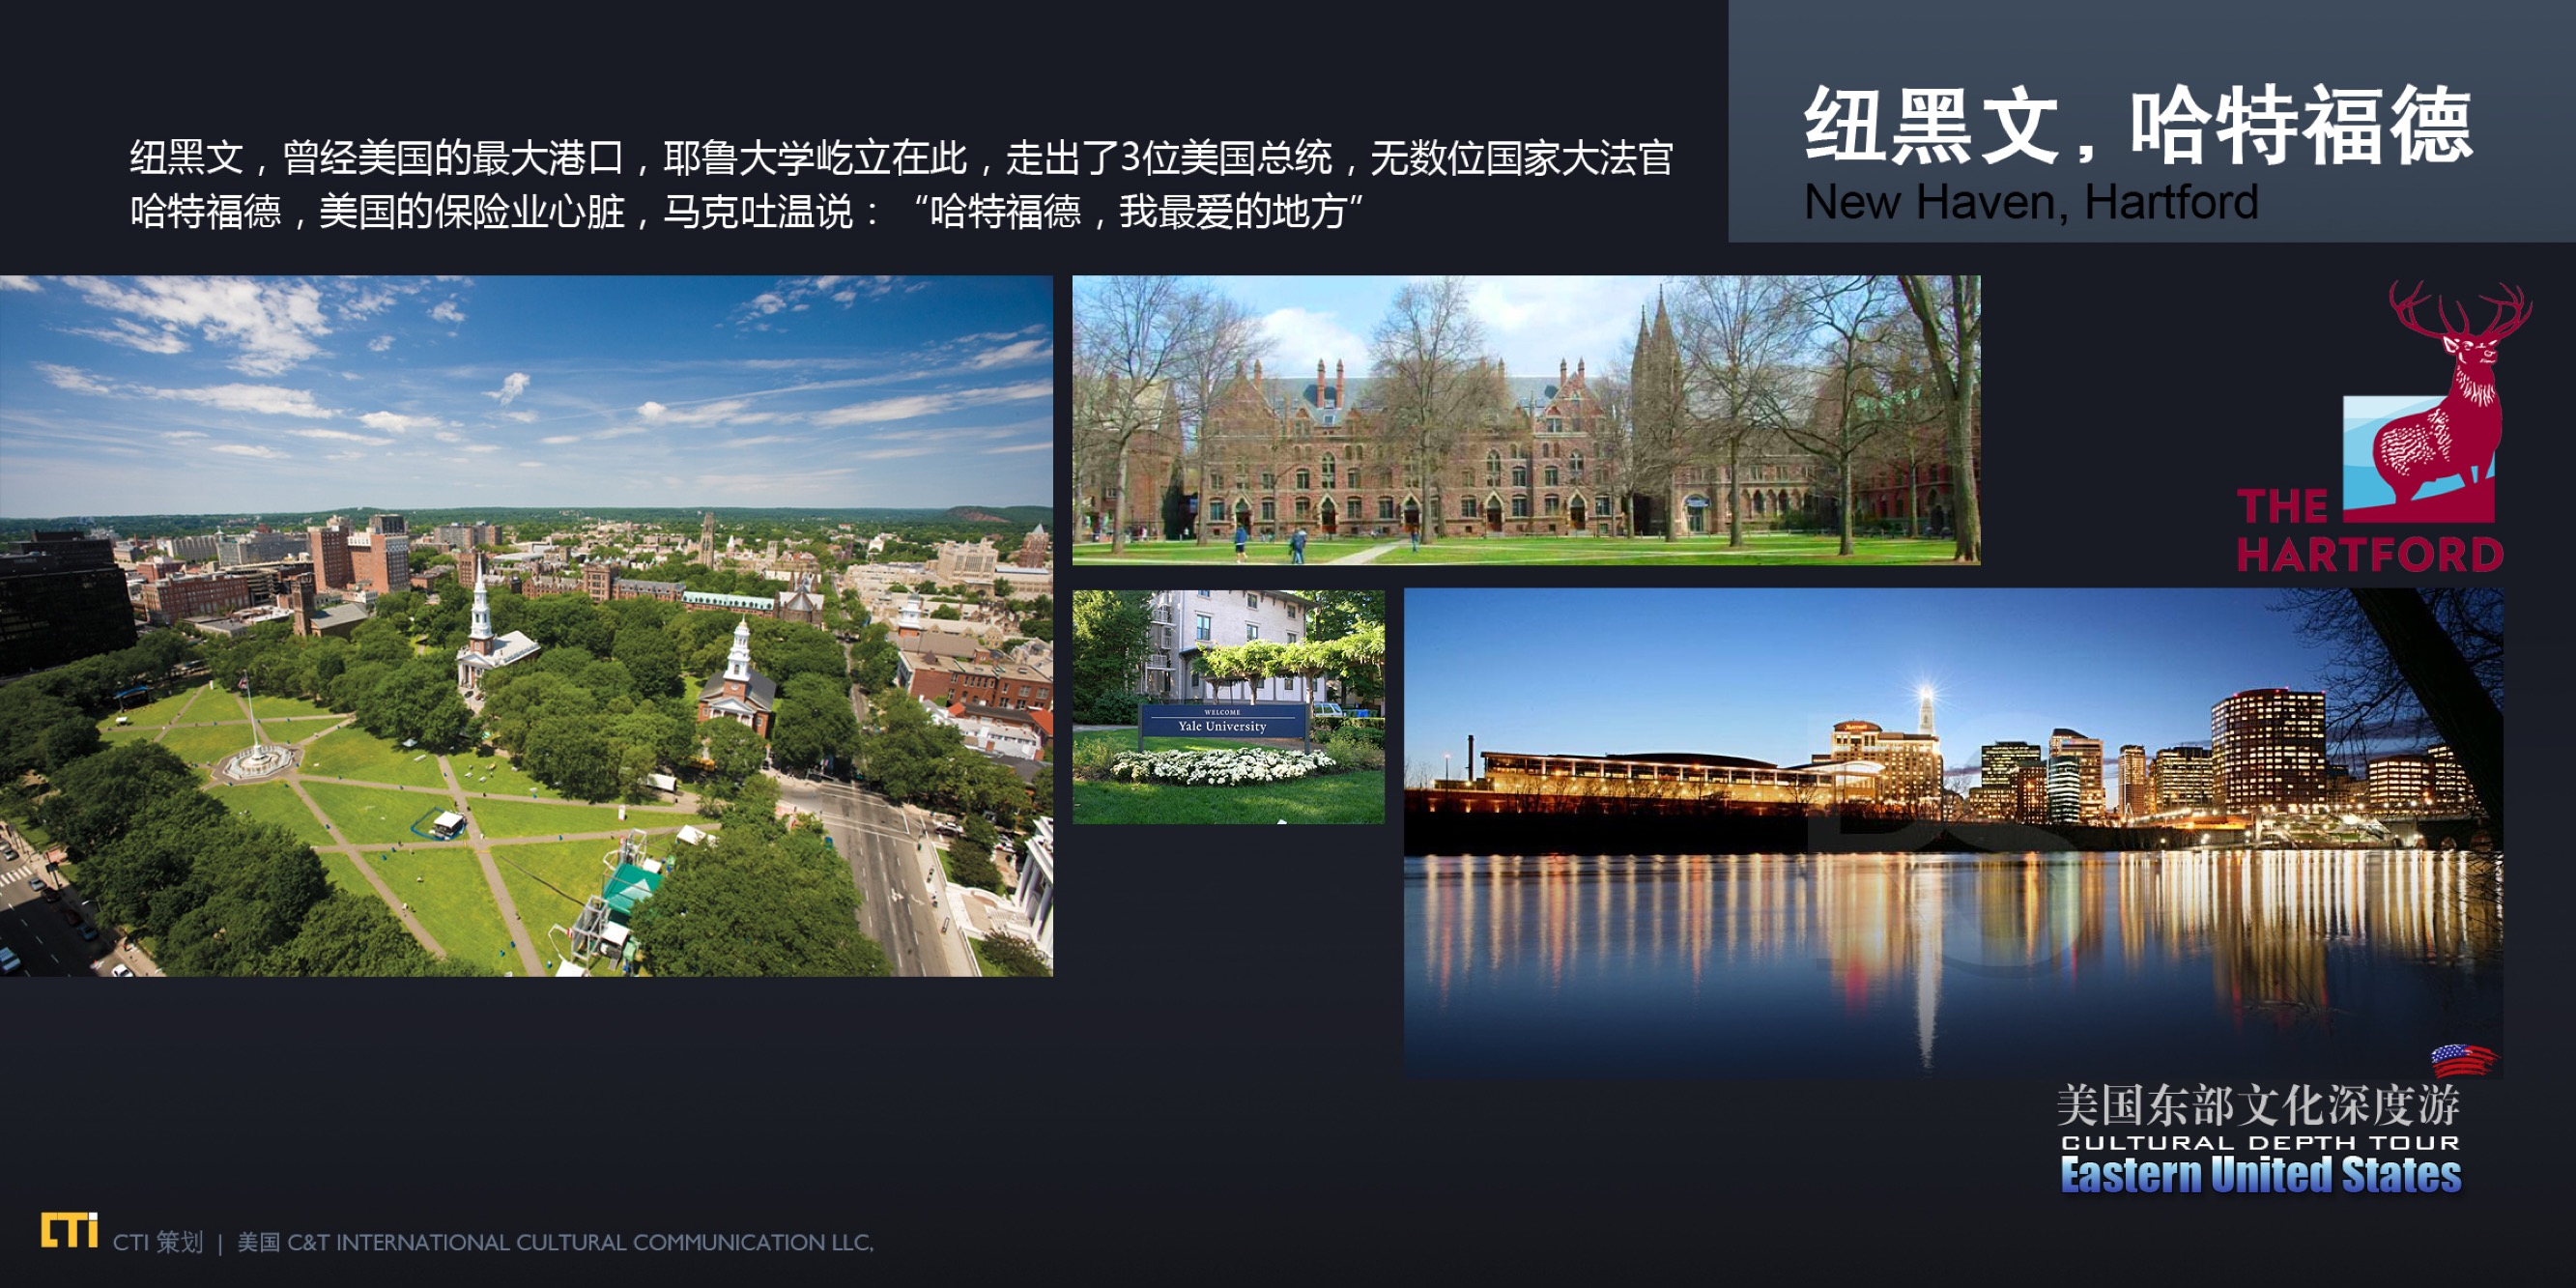 纽黑文，哈特福德
New Haven, Hartford
纽黑文，曾经美国的最大港口，耶鲁大学屹立在此，走出了3位美国总统，无数位国家大法官
哈特福德，美国的保险业心脏，马克吐温说：“哈特福德，我最爱的地方”
THE
HARTFORD
WELCOME
Yale University
美国东部文化深度游
CULTURAL DEPTH TOUR
Eastern United States
CTI CTI 策划 | 美国 C&T INTERNATIONAL CULTURAL COMMUNICATION LLC,